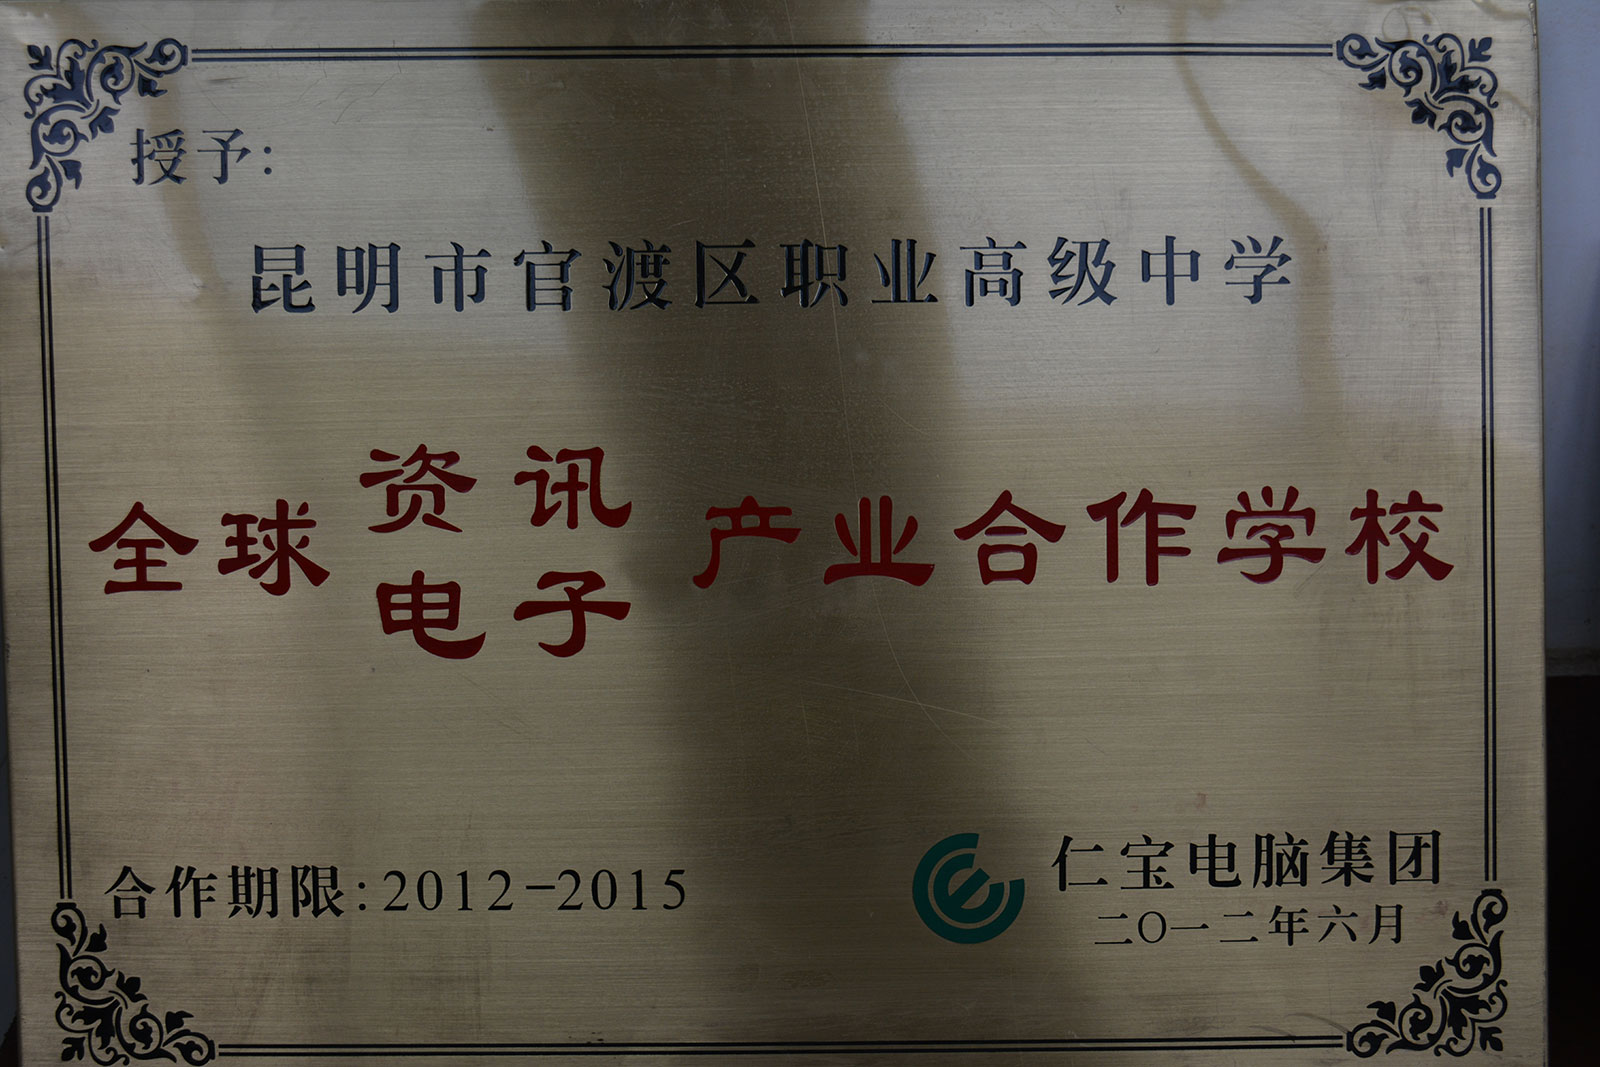 授予:
昆明市官渡区职业高级中学
全球资讯电子产业合作学校
合作期限:2012-2015
仁宝电脑集团
二〇一二年六月